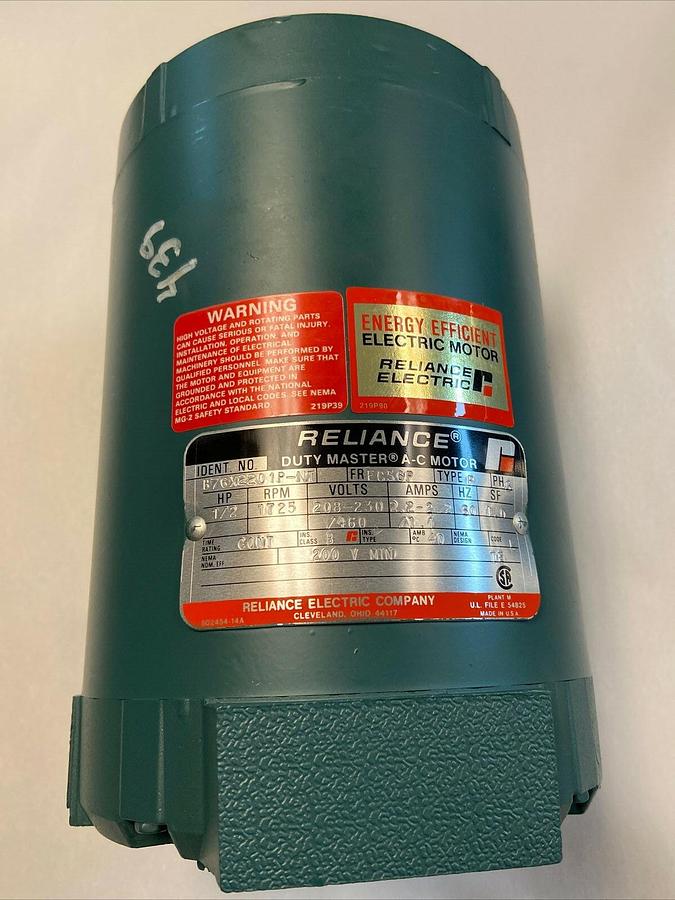 439
WARNING
HIGH VOLTAGE AND ROTATING PARTS
CAN CAUSE SERIOUS OR FATAL INJURY.
INSTALLATION, OPERATION, AND
MAINTENANCE OF ELECTRICAL
MACHINERY SHOULD BE PERFORMED BY
QUALIFIED PERSONNEL. MAKE SURE THAT
THE MOTOR AND EQUIPMENT ARE
GROUNDED AND PROTECTED IN
ACCORDANCE WITH THE NATIONAL
ELECTRIC AND LOCAL CODES. SEE NEMA
MG-2 SAFETY STANDARD. 219P39
ENERGY EFFICIENT
ELECTRIC MOTOR
RELIANCE
ELECTRIC
219P90
RELIANCE®
DUTY MASTER® A-C MOTOR
IDENT. NO. FR TYPE P PH
HP RPM VOLTS AMPS HZ SF
1/2 1725 208-230 60
/460
TIME RATING CONT INS. CLASS B INS. TYPE AMB °C 40 NEMA DESIGN CODE
NEMA NOM. EFF 200 V MIN
SA
RELIANCE ELECTRIC COMPANY
CLEVELAND, OHIO 44117
PLANT M
U.L. FILE E 54825
MADE IN U.S.A.